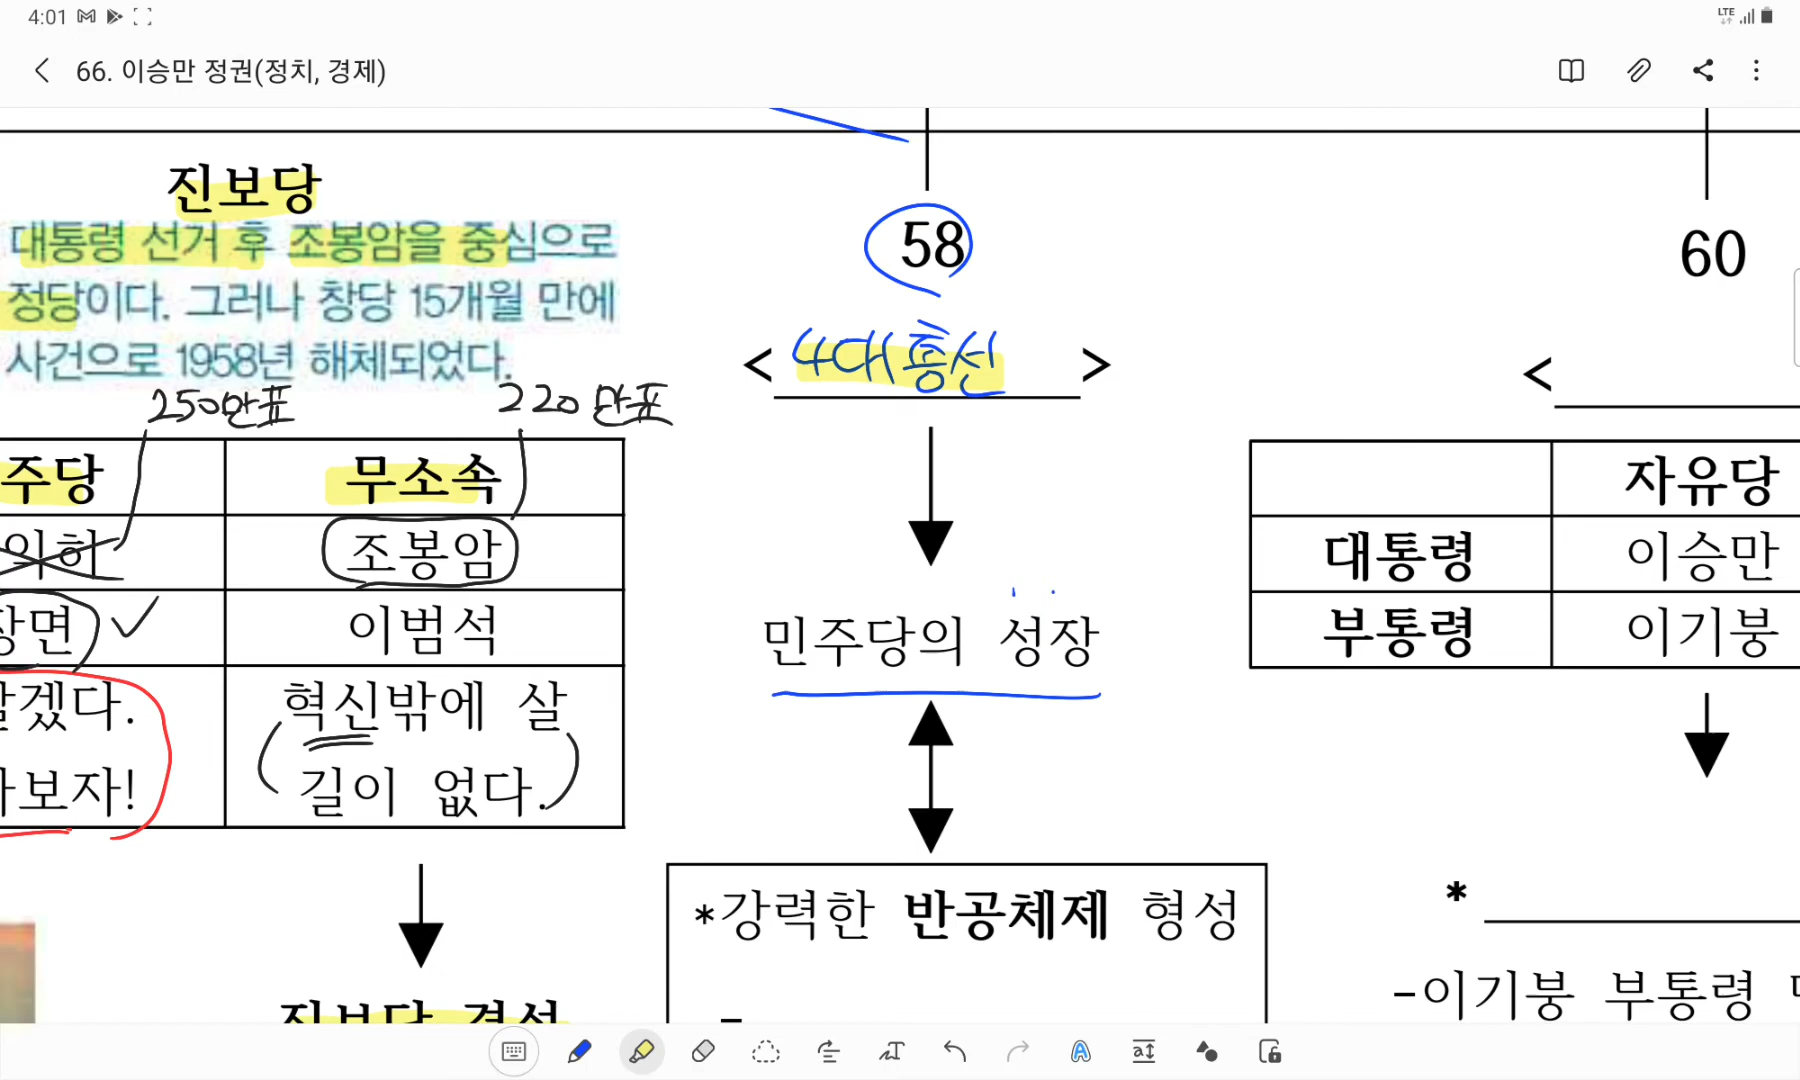 4:01
LTE
66. 이승만 정권(정치, 경제)
진보당
대통령 선거 후 조봉암을 중심으로
정당이다. 그러나 창당 15개월 만에
사건으로 1958년 해체되었다.
250만표
220만표
주당
무소속
익히
조봉암
장면
이범석
갈겠다.
가보자!
혁신밖에 살
길이 없다.
진보당 결성
58
< 4대 총선 >
민주당의 성장
*강력한 반공체제 형성
-
60
<
자유당
대통령
이승만
부통령
이기붕
*
-이기붕 부통령